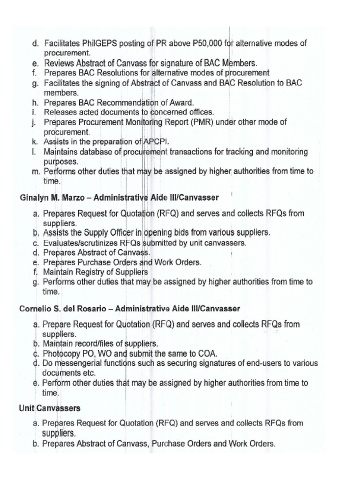 d. Facilitates PhilGEPS posting of PR above P50,000 for alternative modes of
procurement.
e. Reviews Abstract of Canvass for signature of BAC Members.
f. Prepares BAC Resolutions for alternative modes of procurement
g. Facilitates the signing of Abstract of Canvass and BAC Resolution to BAC
members.
h. Prepares BAC Recommendation of Award.
i. Releases acted documents to concerned offices.
j. Prepares Procurement Monitoring Report (PMR) under other mode of
procurement.
k. Assists in the preparation of APCPI.
l. Maintains database of procurement transactions for tracking and monitoring
purposes.
m. Performs other duties that may be assigned by higher authorities from time to
time.
Ginalyn M. Marzo – Administrative Aide III/Canvasser
a. Prepares Request for Quotation (RFQ) and serves and collects RFQs from
suppliers.
b. Assists the Supply Officer in opening bids from various suppliers.
c. Evaluates/scrutinizes RFQs submitted by unit canvassers.
d. Prepares Abstract of Canvass.
e. Prepares Purchase Orders and Work Orders.
f. Maintain Registry of Suppliers
g. Performs other duties that may be assigned by higher authorities from time to
time.
Cornelio S. del Rosario – Administrative Aide III/Canvasser
a. Prepare Request for Quotation (RFQ) and serves and collects RFQs from
suppliers.
b. Maintain record/files of suppliers.
c. Photocopy PO, WO and submit the same to COA.
d. Do messengerial functions such as securing signatures of end-users to various
documents etc.
e. Perform other duties that may be assigned by higher authorities from time to
time.
Unit Canvassers
a. Prepares Request for Quotation (RFQ) and serves and collects RFQs from
suppliers.
b. Prepares Abstract of Canvass, Purchase Orders and Work Orders.